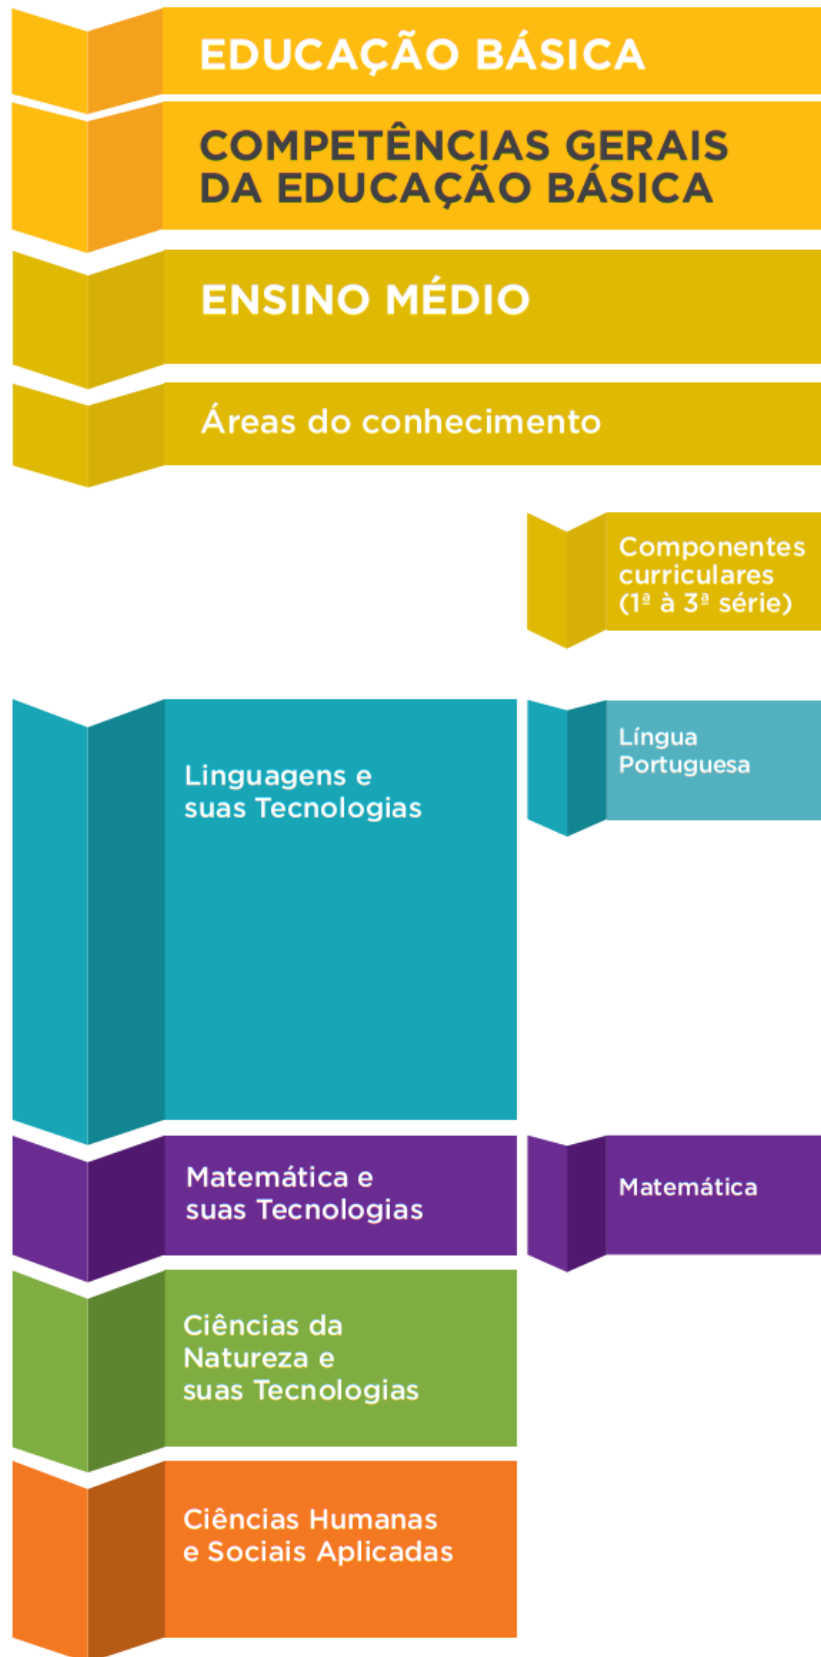 EDUCAÇÃO BÁSICA
COMPETÊNCIAS GERAIS
DA EDUCAÇÃO BÁSICA
ENSINO MÉDIO
Áreas do conhecimento
Componentes
curriculares
(1ª à 3ª série)
Linguagens e
suas Tecnologias
Língua
Portuguesa
Matemática e
suas Tecnologias
Matemática
Ciências da
Natureza e
suas Tecnologias
Ciências Humanas
e Sociais Aplicadas